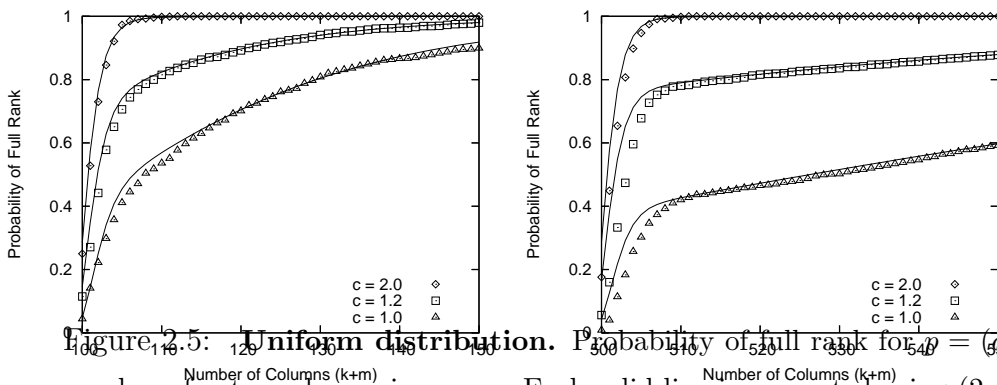 1
0.8
0.6
0.4
0.2
0
Probability of Full Rank
100 110 120 130 140 150
Number of Columns (k+m)
c = 2.0
c = 1.2
c = 1.0
1
0.8
0.6
0.4
0.2
0
Probability of Full Rank
500 510 520 530 540
Number of Columns (k+m)
c = 2.0
c = 1.2
c = 1.0
Figure 2.5: Uniform distribution. Probability of full rank for p = (